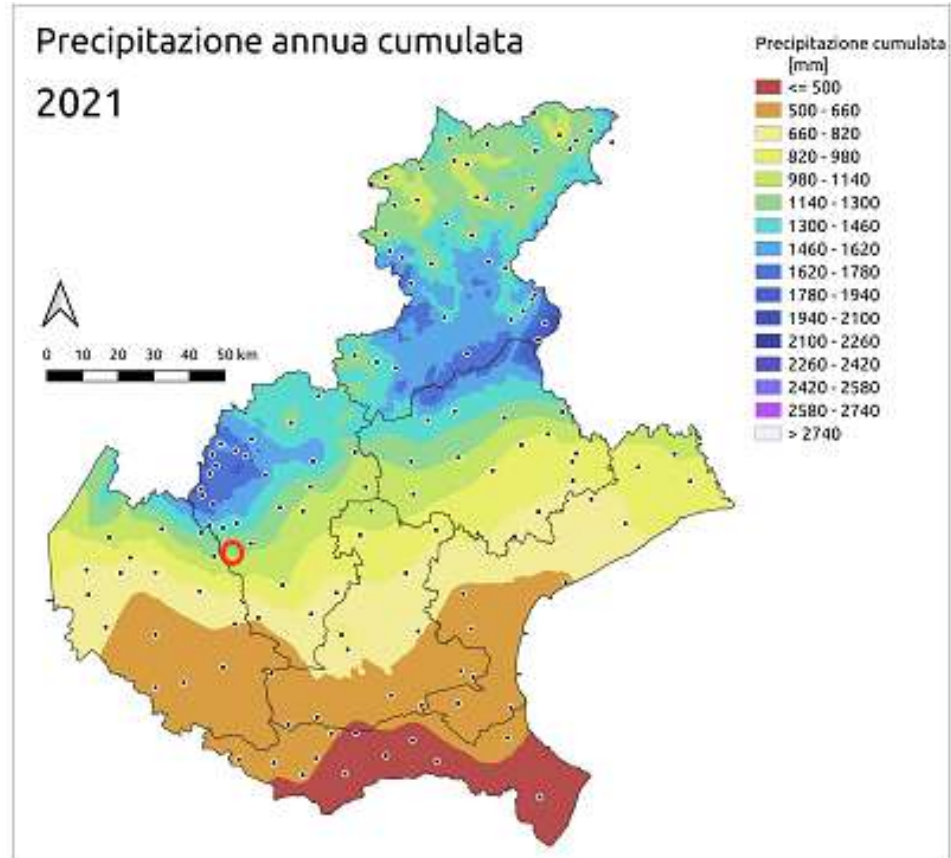 Precipitazione annua cumulata
2021
Precipitazione cumulata
[mm]
<= 500
500 - 660
660 - 820
820 - 980
980 - 1140
1140 - 1300
1300 - 1460
1460 - 1620
1620 - 1780
1780 - 1940
1940 - 2100
2100 - 2260
2260 - 2420
2420 - 2580
2580 - 2740
> 2740
0 10 20 30 40 50 km